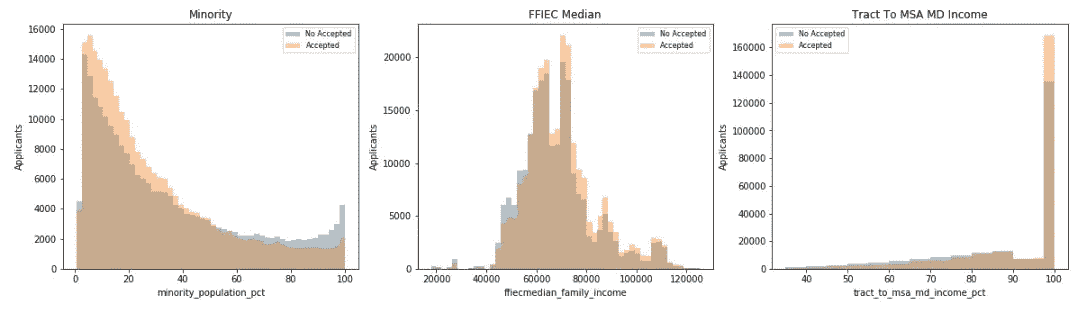 Minority
No Accepted
Accepted
Applicants
16000
14000
12000
10000
8000
6000
4000
2000
0
0 20 40 60 80 100
minority_population_pct
FFIEC Median
No Accepted
Accepted
Applicants
20000
15000
10000
5000
0
20000 40000 60000 80000 100000 120000
ffiecmedian_family_income
Tract To MSA MD Income
No Accepted
Accepted
Applicants
160000
140000
120000
100000
80000
60000
40000
20000
0
40 50 60 70 80 90 100
tract_to_msa_md_income_pct